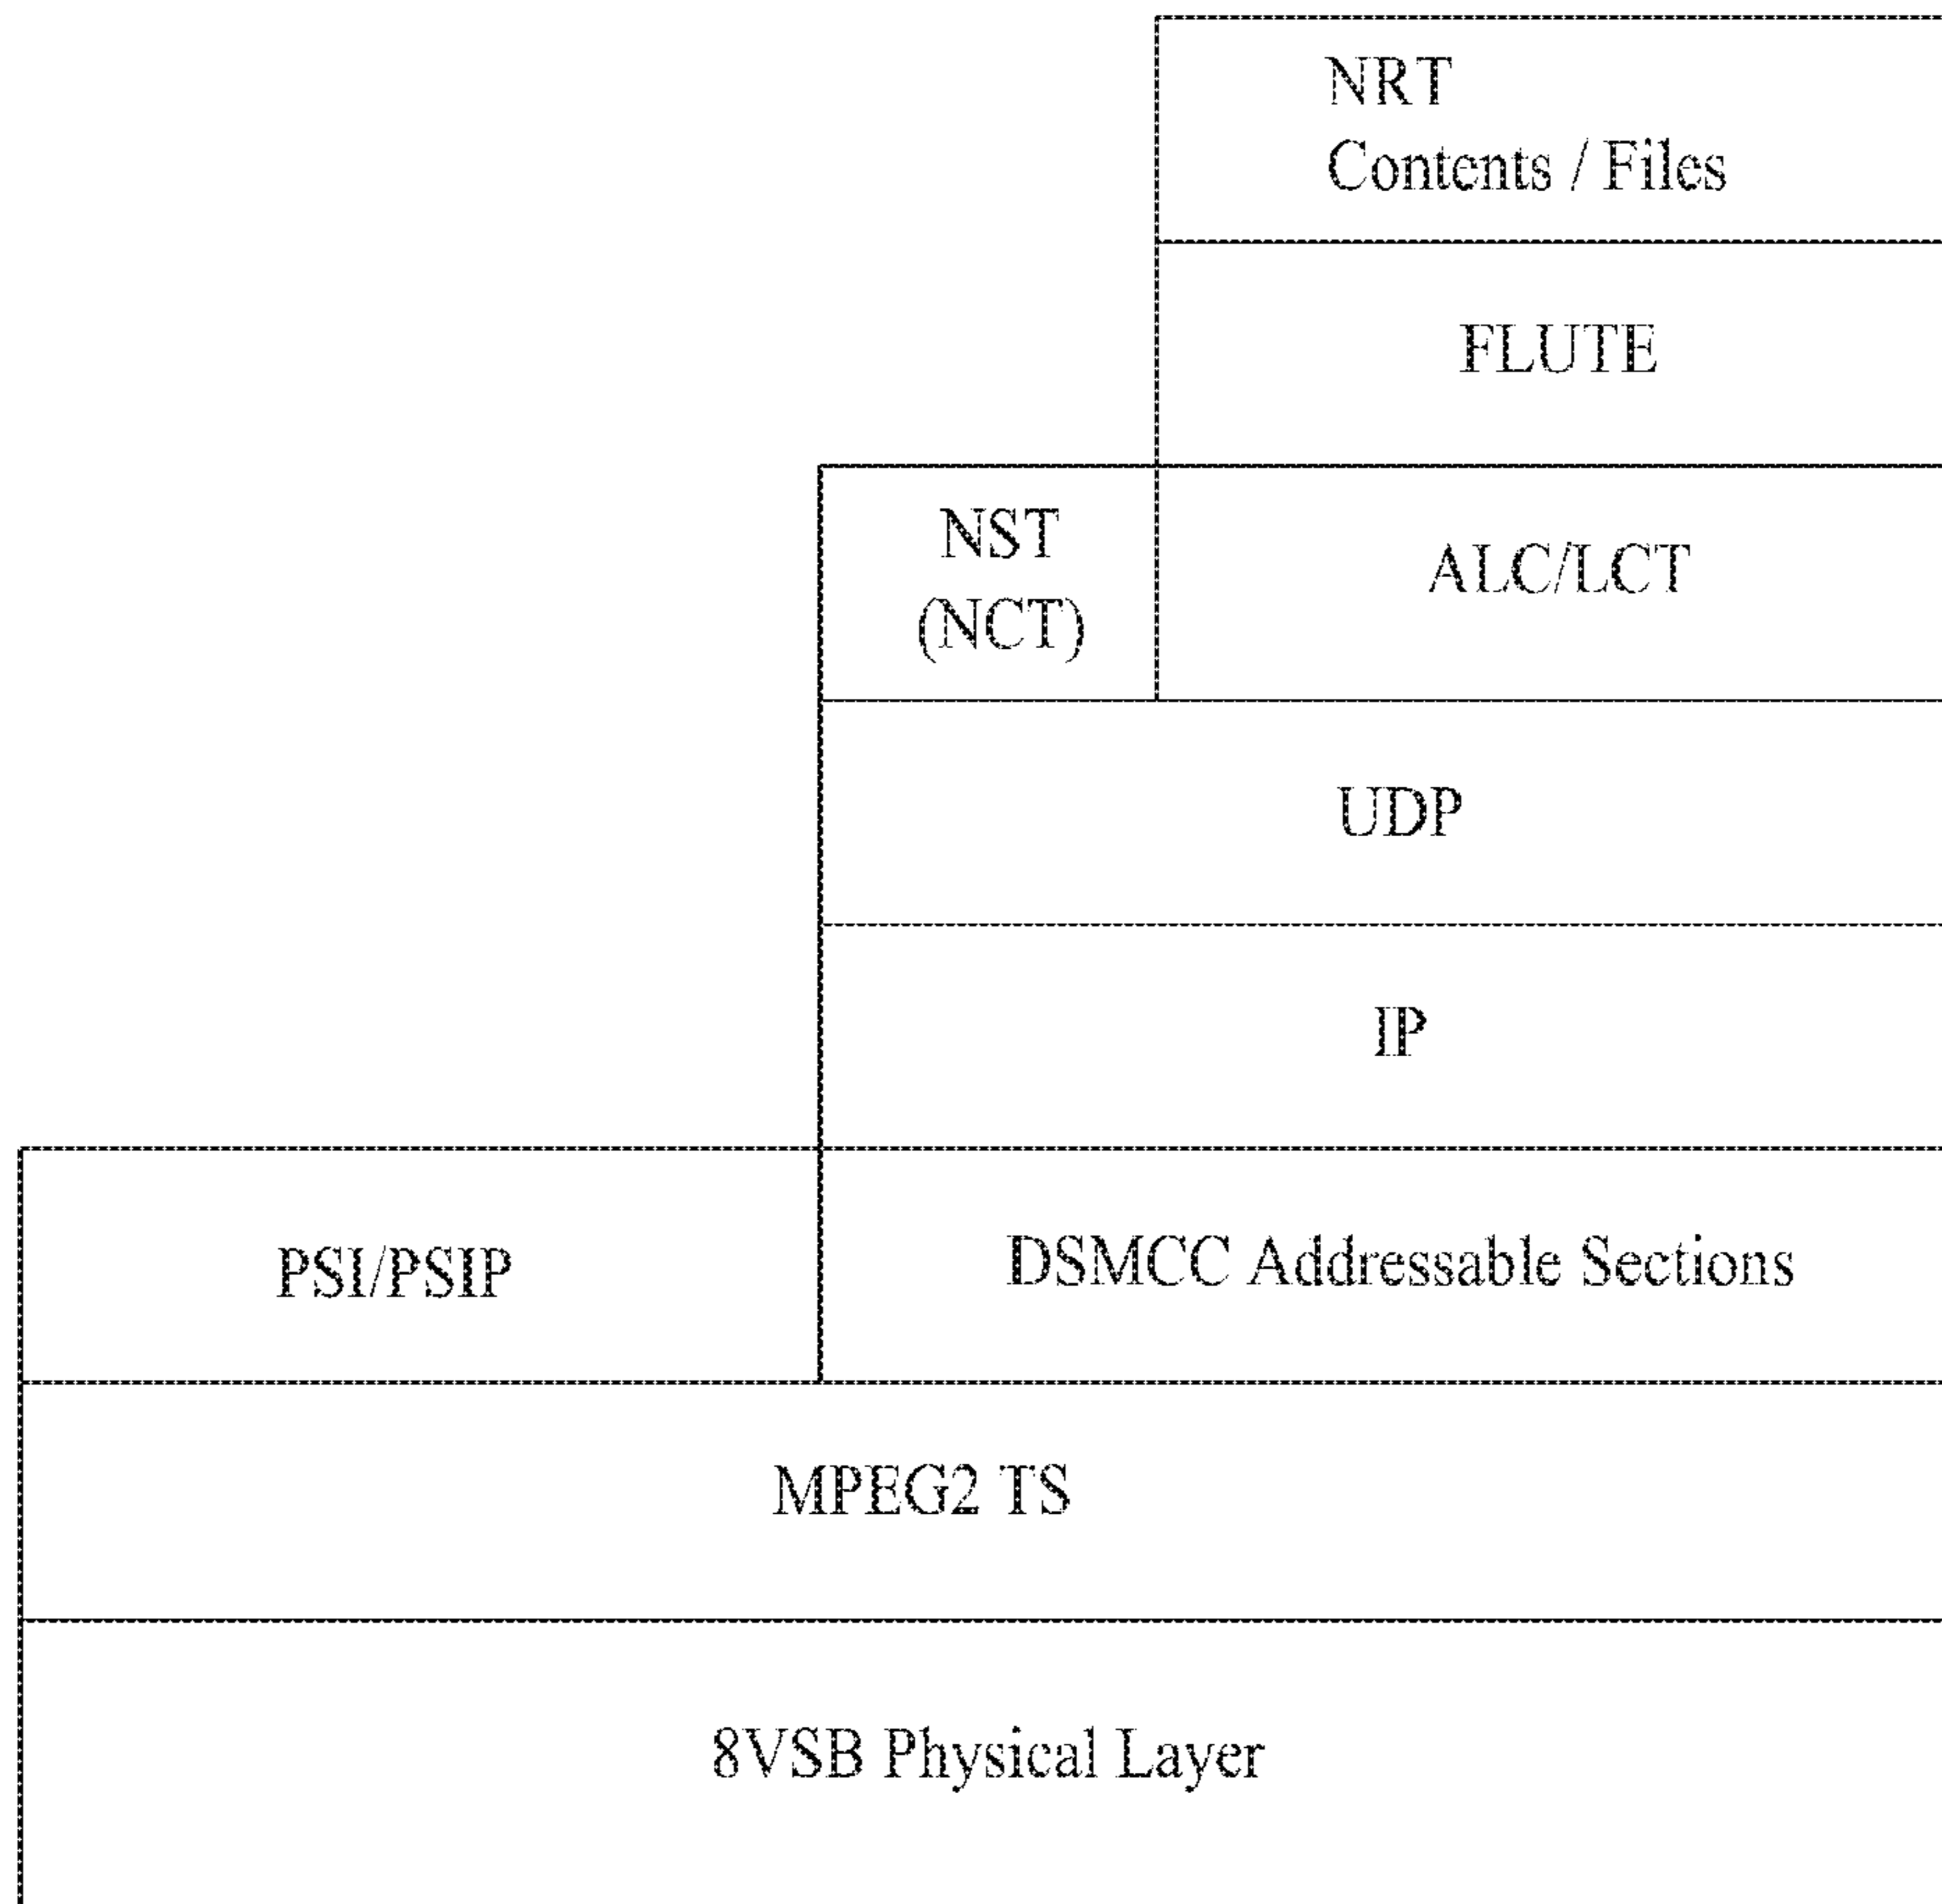 NRT
Contents / Files
FLUTE
NST
(NCT)
ALC/LCT
UDP
IP
PSI/PSIP
DSMCC Addressable Sections
MPEG2 TS
8VSB Physical Layer